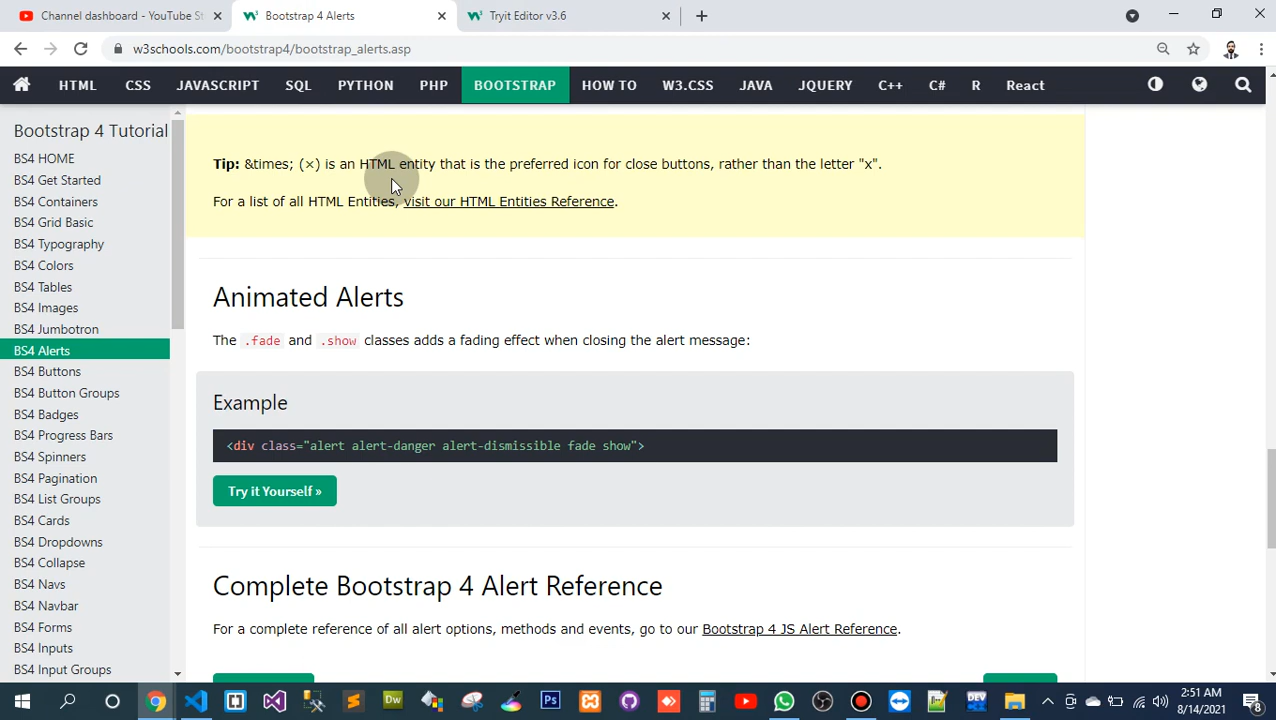 Channel dashboard - YouTube St
Bootstrap 4 Alerts
Tryit Editor v3.6
w3schools.com/bootstrap4/bootstrap_alerts.asp
HTML CSS JAVASCRIPT SQL PYTHON PHP BOOTSTRAP HOW TO W3.CSS JAVA JQUERY C++ C# R React
Bootstrap 4 Tutorial
BS4 HOME
BS4 Get Started
BS4 Containers
BS4 Grid Basic
BS4 Typography
BS4 Colors
BS4 Tables
BS4 Images
BS4 Jumbotron
BS4 Alerts
BS4 Buttons
BS4 Button Groups
BS4 Badges
BS4 Progress Bars
BS4 Spinners
BS4 Pagination
BS4 List Groups
BS4 Cards
BS4 Dropdowns
BS4 Collapse
BS4 Navs
BS4 Navbar
BS4 Forms
BS4 Inputs
BS4 Input Groups
Tip: &times; (×) is an HTML entity that is the preferred icon for close buttons, rather than the letter "x".
For a list of all HTML Entities, visit our HTML Entities Reference.
Animated Alerts
The .fade and .show classes adds a fading effect when closing the alert message:
Example
<div class="alert alert-danger alert-dismissible fade show">
Try it Yourself »
Complete Bootstrap 4 Alert Reference
For a complete reference of all alert options, methods and events, go to our Bootstrap 4 JS Alert Reference.
Dw
Ps
DEV
2:51 AM
8/14/2021
8